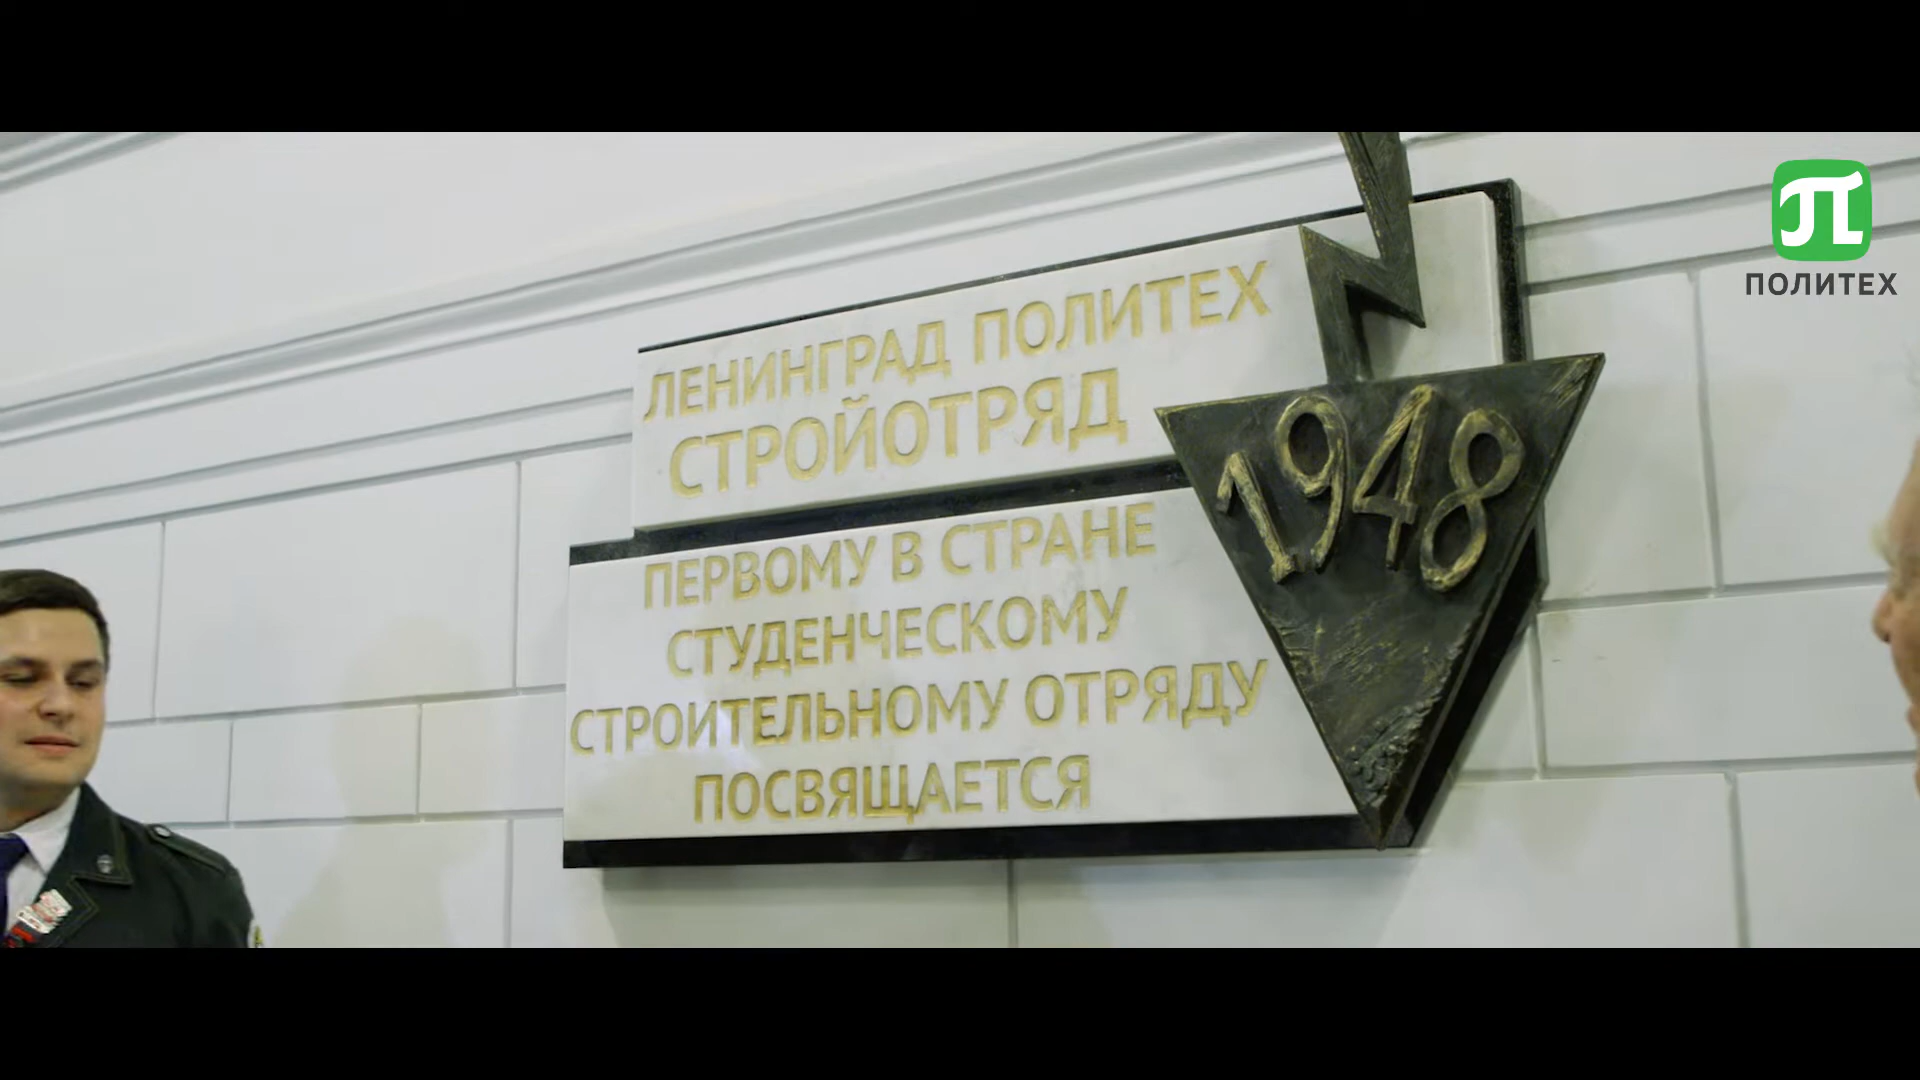 ПОЛИТЕХ
ЛЕНИНГРАД ПОЛИТЕХ
СТРОЙОТРЯД
1948
ПЕРВОМУ В СТРАНЕ
СТУДЕНЧЕСКОМУ
СТРОИТЕЛЬНОМУ ОТРЯДУ
ПОСВЯЩАЕТСЯ